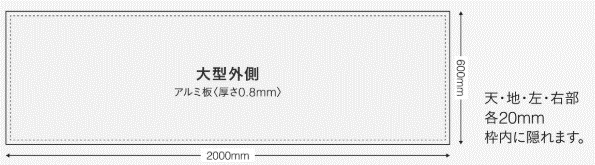 大型外側
アルミ板〈厚さ0.8mm〉
600mm
2000mm
天・地・左・右部
各20mm
枠内に隠れます。